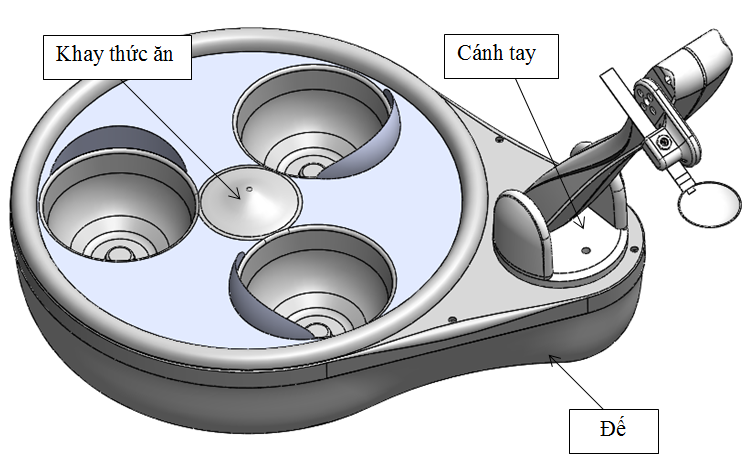 Khay thức ăn
Cánh tay
Đế